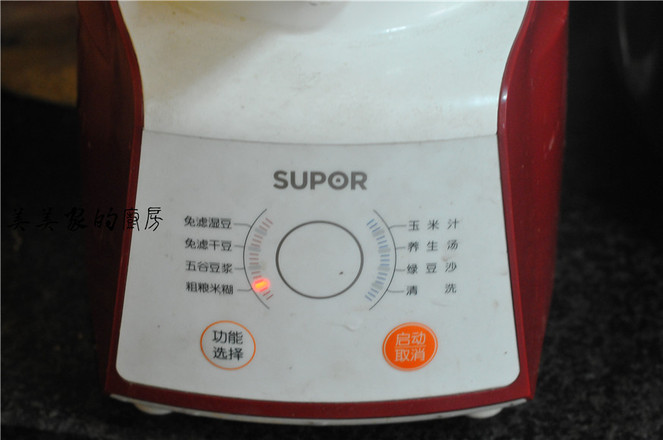 SUPOR
免滤湿豆
免滤干豆
五谷豆浆
粗粮米糊
玉米汁
养生汤
绿豆沙
清洗
功能
选择
启动
取消
美美家的厨房